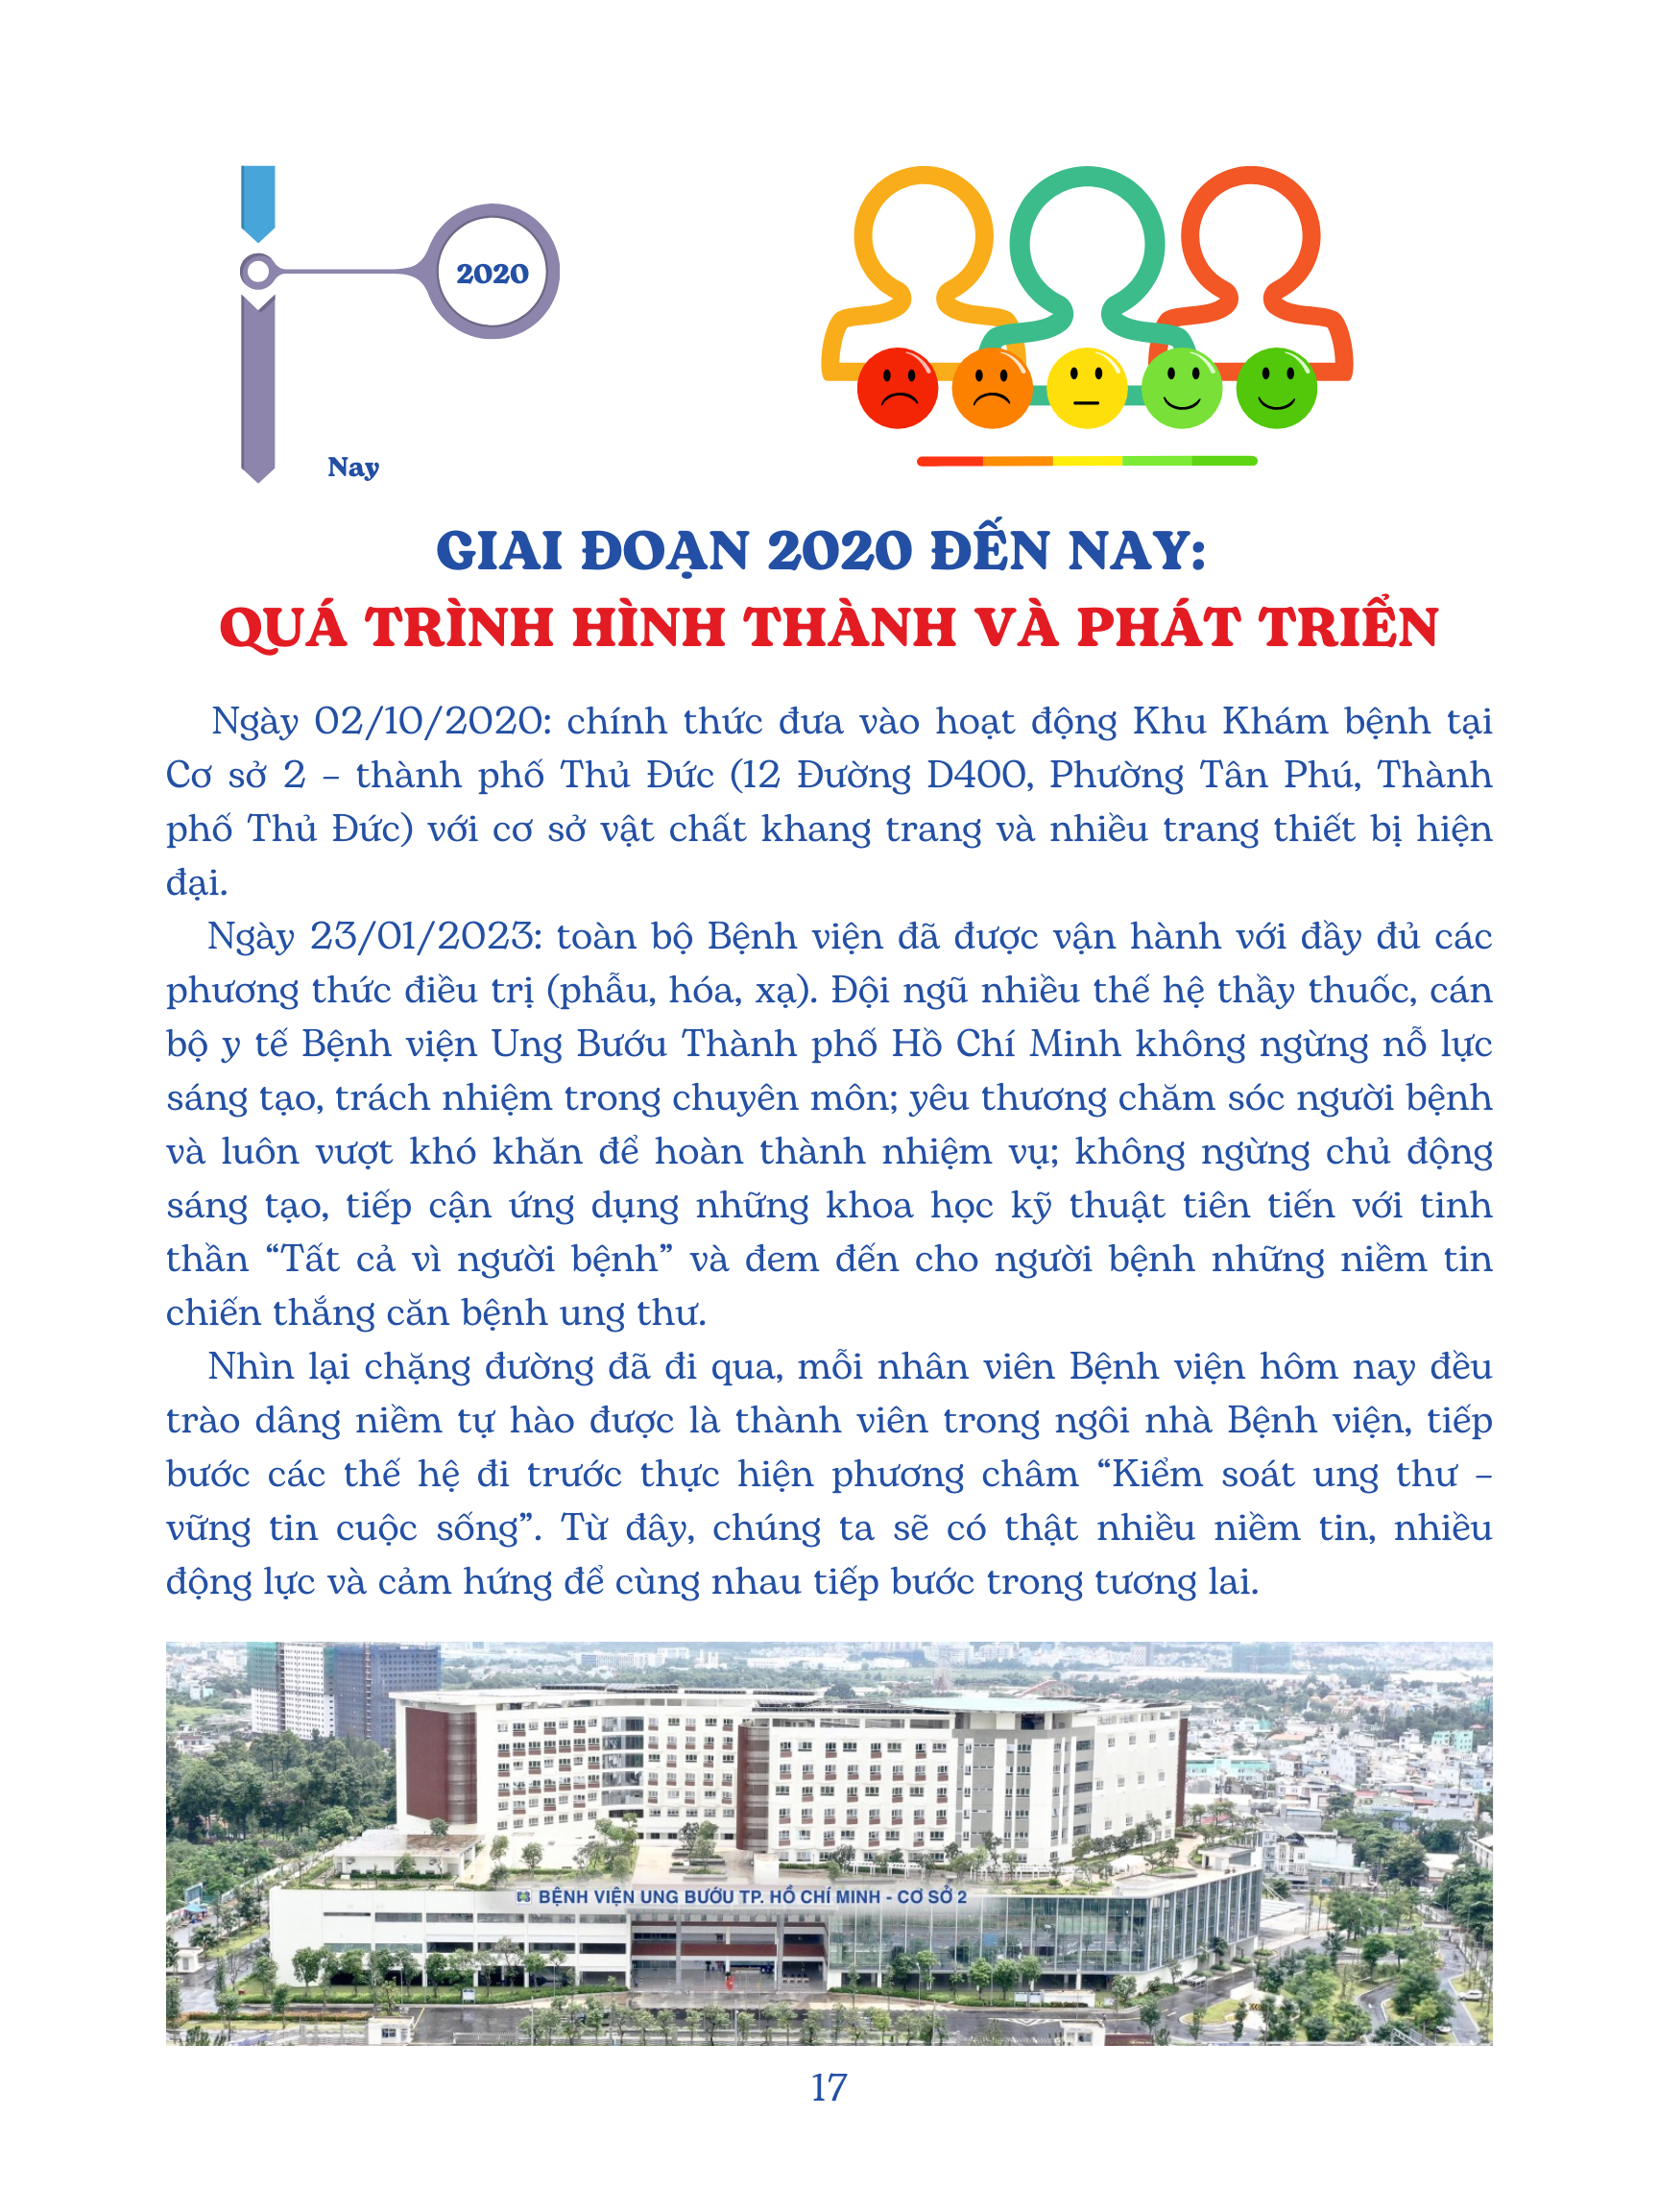 2020
Nay
GIAI ĐOẠN 2020 ĐẾN NAY:
QUÁ TRÌNH HÌNH THÀNH VÀ PHÁT TRIỂN
Ngày 02/10/2020: chính thức đưa vào hoạt động Khu Khám bệnh tại
Cơ sở 2 – thành phố Thủ Đức (12 Đường D400, Phường Tân Phú, Thành
phố Thủ Đức) với cơ sở vật chất khang trang và nhiều trang thiết bị hiện
đại.
Ngày 23/01/2023: toàn bộ Bệnh viện đã được vận hành với đầy đủ các
phương thức điều trị (phẫu, hóa, xạ). Đội ngũ nhiều thế hệ thầy thuốc, cán
bộ y tế Bệnh viện Ung Bướu Thành phố Hồ Chí Minh không ngừng nỗ lực
sáng tạo, trách nhiệm trong chuyên môn; yêu thương chăm sóc người bệnh
và luôn vượt khó khăn để hoàn thành nhiệm vụ; không ngừng chủ động
sáng tạo, tiếp cận ứng dụng những khoa học kỹ thuật tiên tiến với tinh
thần “Tất cả vì người bệnh” và đem đến cho người bệnh những niềm tin
chiến thắng căn bệnh ung thư.
Nhìn lại chặng đường đã đi qua, mỗi nhân viên Bệnh viện hôm nay đều
trào dâng niềm tự hào được là thành viên trong ngôi nhà Bệnh viện, tiếp
bước các thế hệ đi trước thực hiện phương châm “Kiểm soát ung thư –
vững tin cuộc sống”. Từ đây, chúng ta sẽ có thật nhiều niềm tin, nhiều
động lực và cảm hứng để cùng nhau tiếp bước trong tương lai.
BỆNH VIỆN UNG BƯỚU TP. HỒ CHÍ MINH - CƠ SỞ 2
17